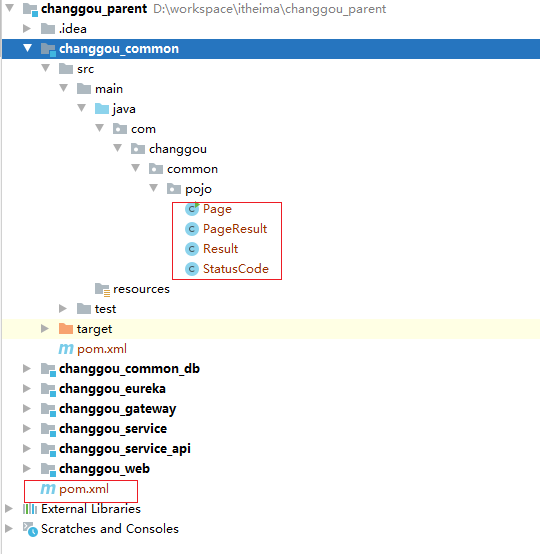 changgou_parent D:\workspace\itheima\changgou_parent
.idea
changgou_common
src
main
java
com
changgou
common
pojo
Page
PageResult
Result
StatusCode
resources
test
target
pom.xml
changgou_common_db
changgou_eureka
changgou_gateway
changgou_service
changgou_service_api
changgou_web
pom.xml
External Libraries
Scratches and Consoles